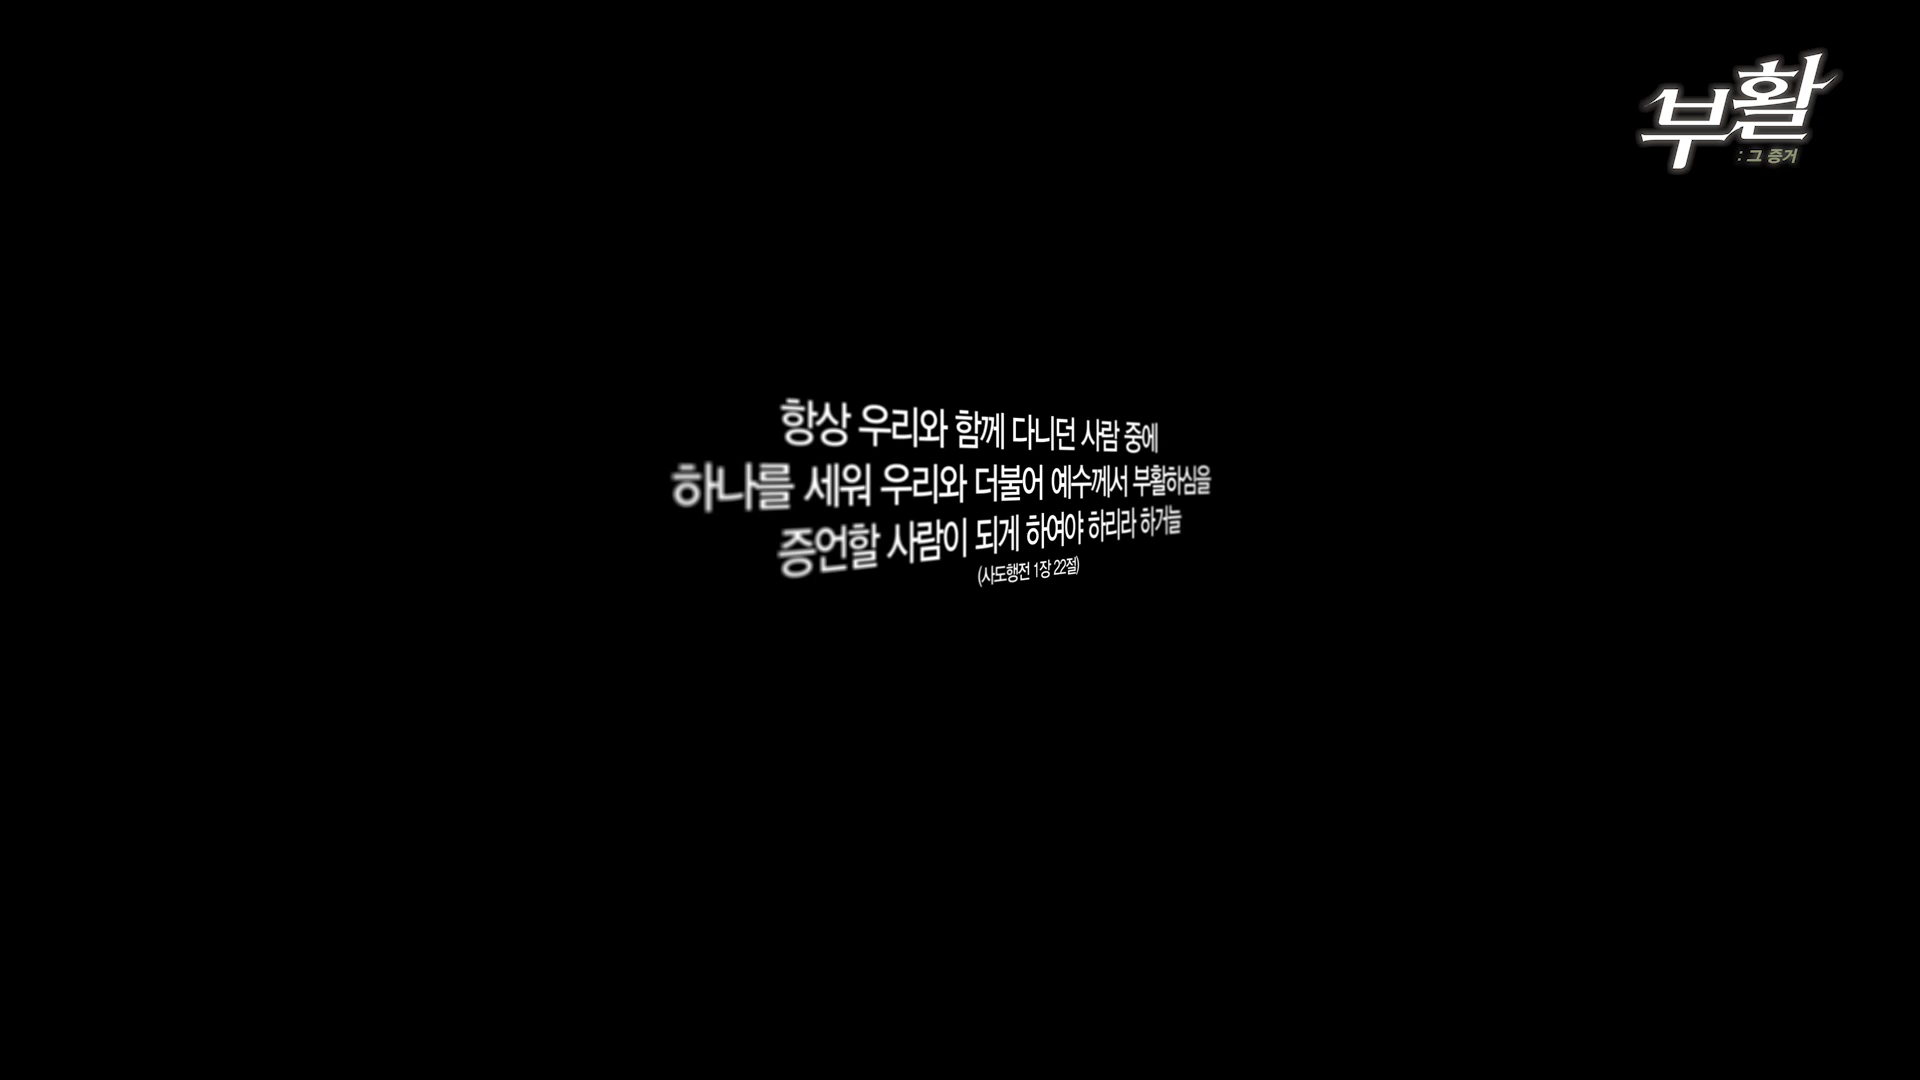 부활
: 그 증거
항상 우리와 함께 다니던 사람 중에
하나를 세워 우리와 더불어 예수께서 부활하심을
증언할 사람이 되게 하여야 하리라 하거늘
(사도행전 1장 22절)